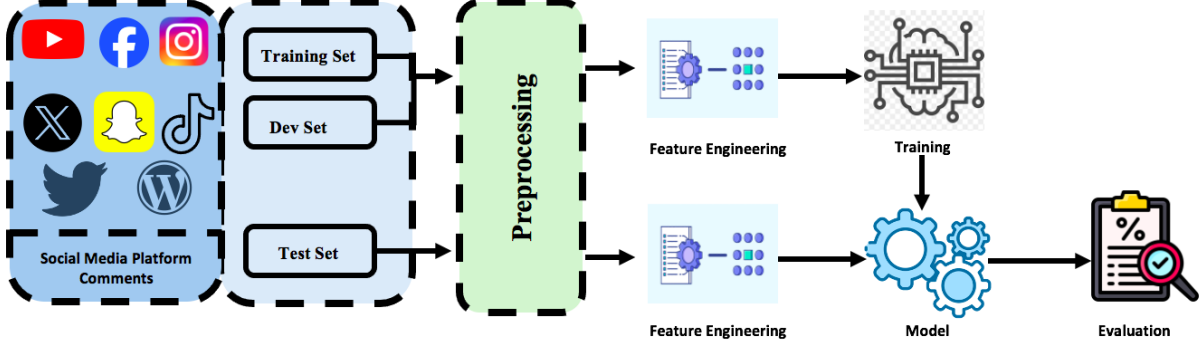 Training Set
Dev Set
Test Set
Social Media Platform
Comments
Preprocessing
Feature Engineering
Training
Feature Engineering
Model
%
Evaluation